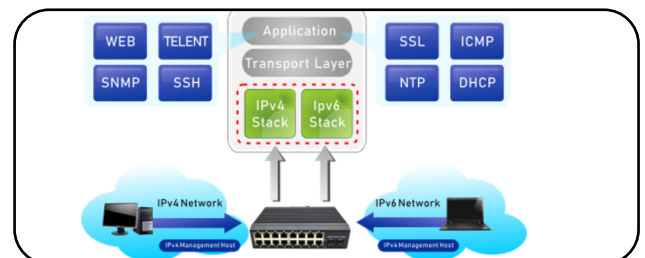 WEB
TELENT
SNMP
SSH
Application
Transport Layer
IPv4
Stack
Ipv6
Stack
SSL
ICMP
NTP
DHCP
IPv4 Network
IPv4 Management Host
IPv6 Network
IPv4 Management Host